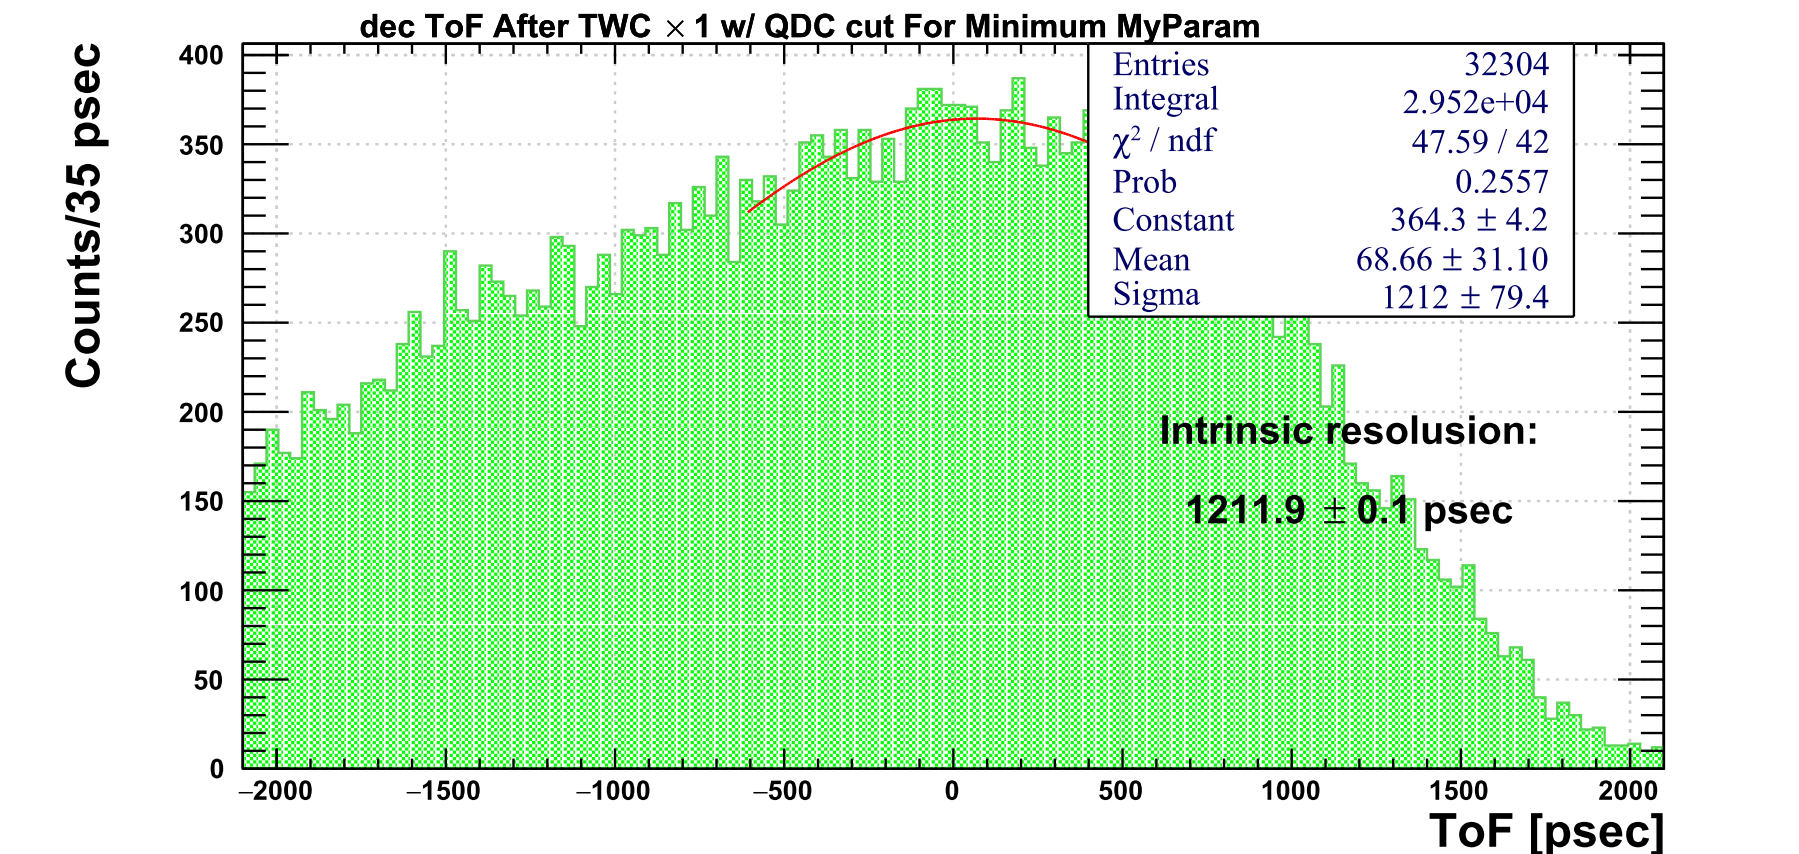 dec ToF After TWC × 1 w/ QDC cut For Minimum MyParam
Counts/35 psec
400
350
300
250
200
150
100
50
0
Entries 32304
Integral 2.952e+04
χ² / ndf 47.59 / 42
Prob 0.2557
Constant 364.3 ± 4.2
Mean 68.66 ± 31.10
Sigma 1212 ± 79.4
Intrinsic resolusion:
1211.9 ± 0.1 psec
−2000 −1500 −1000 −500 0 500 1000 1500 2000
ToF [psec]